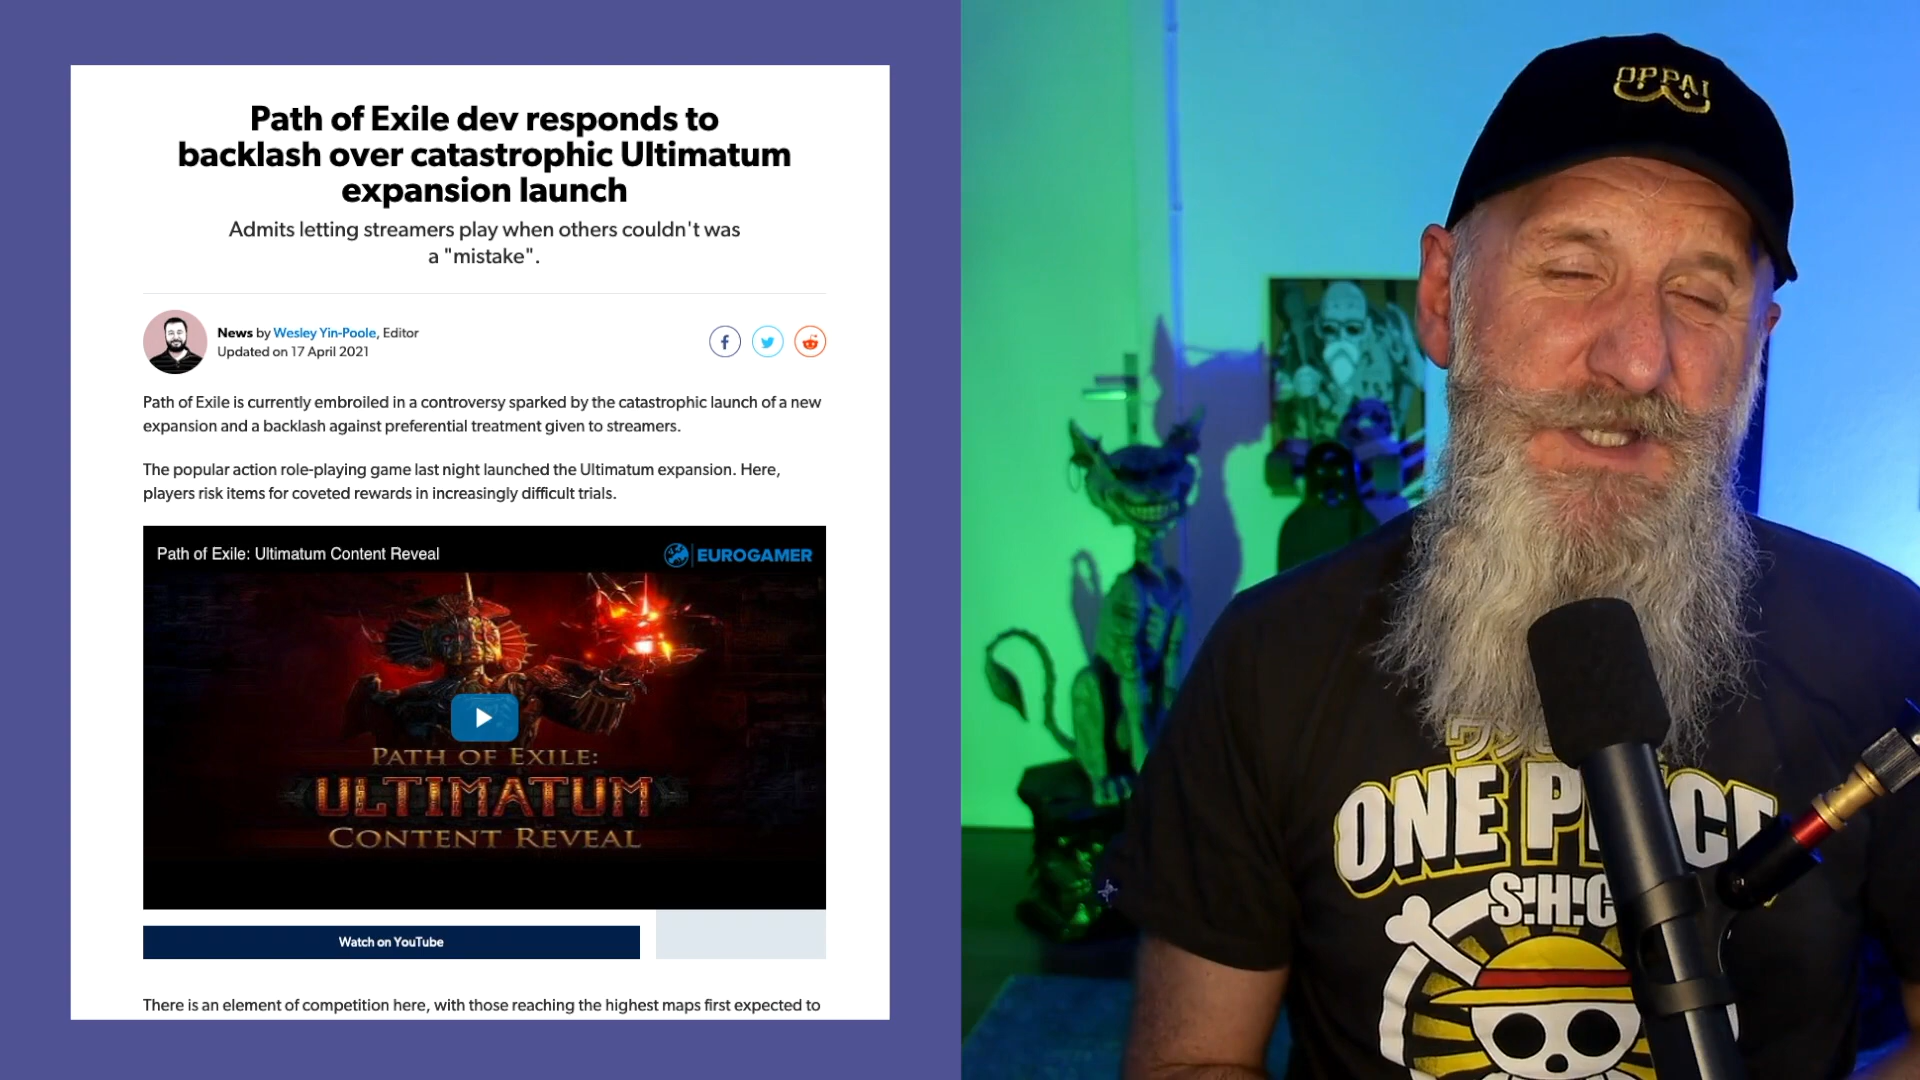 Path of Exile dev responds to
backlash over catastrophic Ultimatum
expansion launch
Admits letting streamers play when others couldn't was
a "mistake".
News by Wesley Yin-Poole, Editor
Updated on 17 April 2021
Path of Exile is currently embroiled in a controversy sparked by the catastrophic launch of a new
expansion and a backlash against preferential treatment given to streamers.
The popular action role-playing game last night launched the Ultimatum expansion. Here,
players risk items for coveted rewards in increasingly difficult trials.
Path of Exile: Ultimatum Content Reveal
EUROGAMER
PATH OF EXILE:
ULTIMATUM
CONTENT REVEAL
Watch on YouTube
There is an element of competition here, with those reaching the highest maps first expected to
OPPAI
ONE